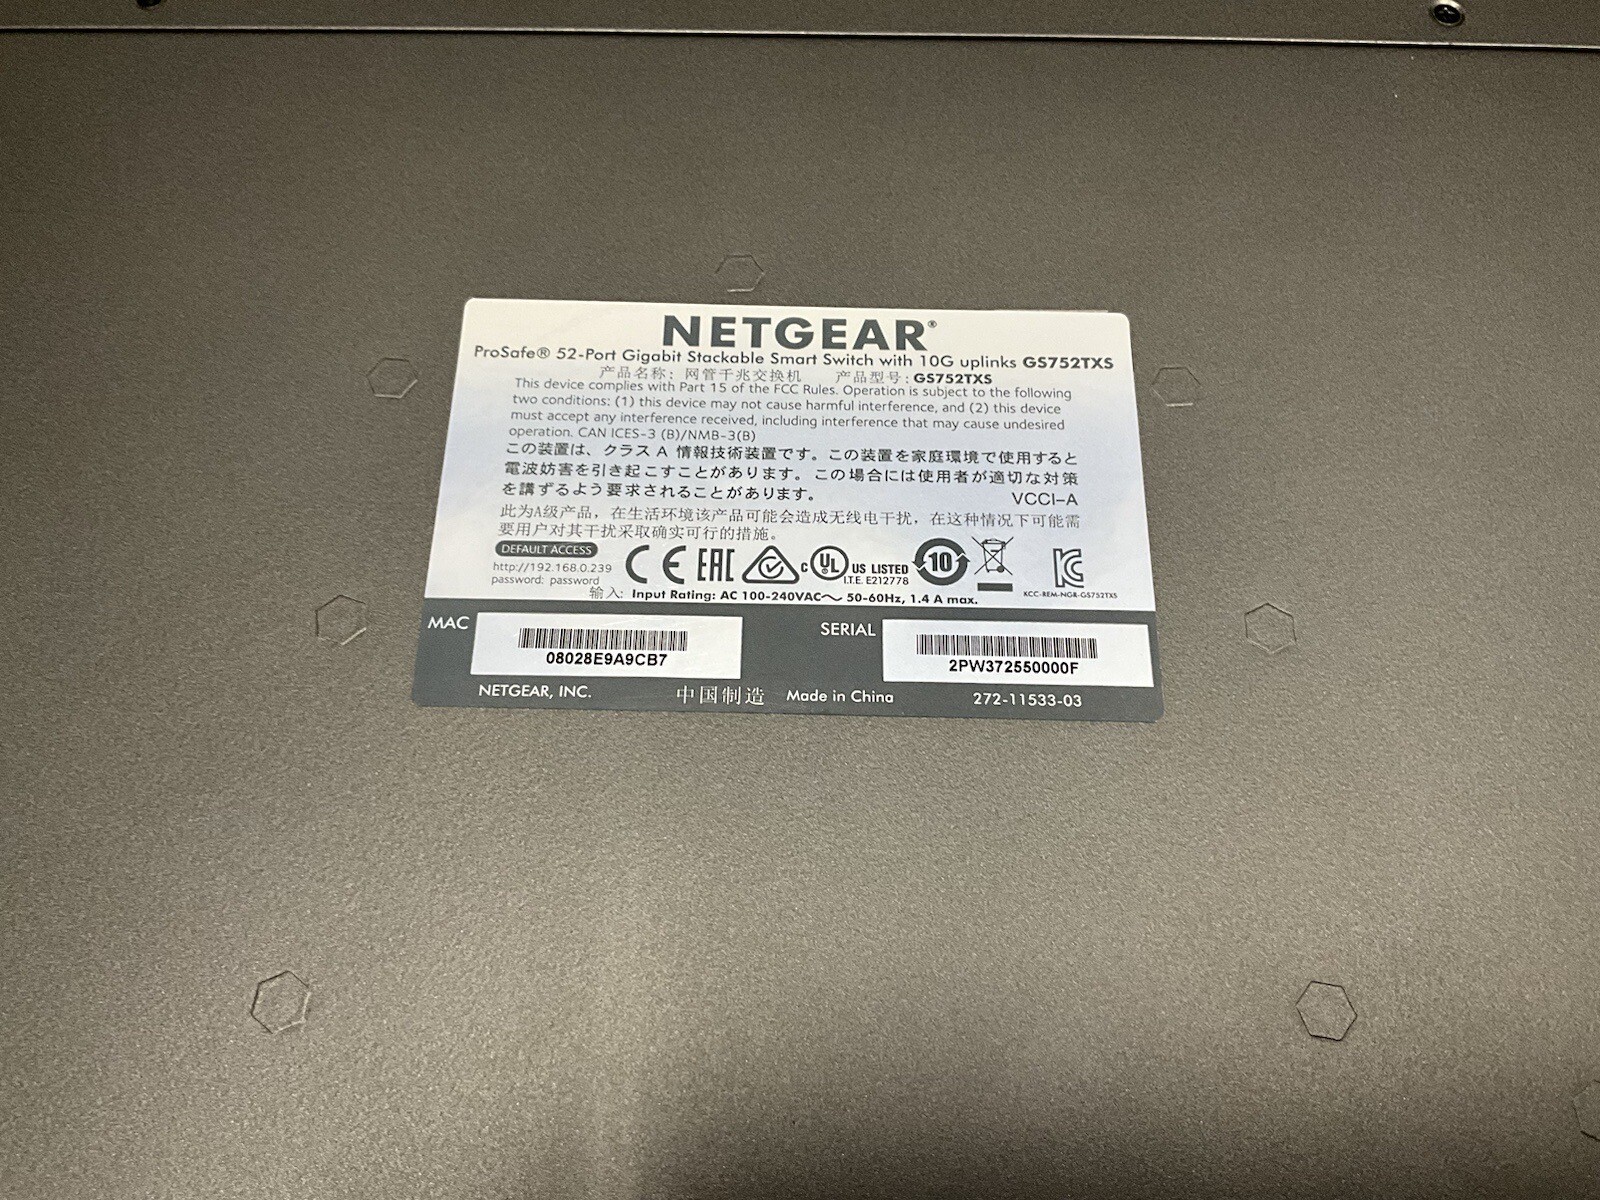 NETGEAR®
ProSafe® 52-Port Gigabit Stackable Smart Switch with 10G uplinks GS752TXS
产品名称: 网管千兆交换机 产品型号: GS752TXS
This device complies with Part 15 of the FCC Rules. Operation is subject to the following
two conditions: (1) this device may not cause harmful interference, and (2) this device
must accept any interference received, including interference that may cause undesired
operation. CAN ICES-3 (B)/NMB-3(B)
この装置は、クラス A 情報技術装置です。この装置を家庭環境で使用すると
電波妨害を引き起こすことがあります。この場合には使用者が適切な対策
を講ずるよう要求されることがあります。 VCCI-A
此为A级产品，在生活环境该产品可能会造成无线电干扰，在这种情况下可能需
要用户对其干扰采取确实可行的措施。
DEFAULT ACCESS
http://192.168.0.239
password: password
CE EAC c UL US LISTED 10
I.T.E. E212778
KCC-REM-NGR-GS752TXS
输入: Input Rating: AC 100-240VAC～ 50-60Hz, 1.4 A max.
MAC
08028E9A9CB7
SERIAL
2PW372550000F
NETGEAR, INC. 中国制造 Made in China 272-11533-03